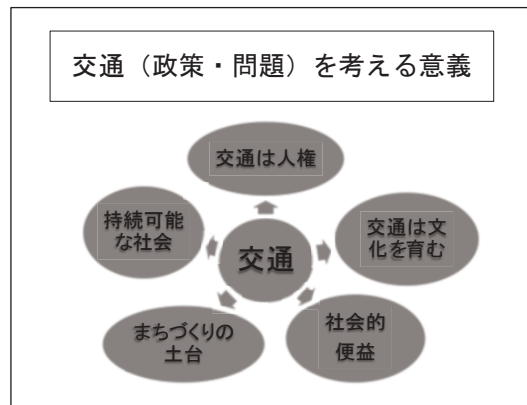 交通（政策・問題）を考える意義
交通は人権
持続可能
な社会
交通は文
化を育む
交通
まちづくりの
土台
社会的
便益